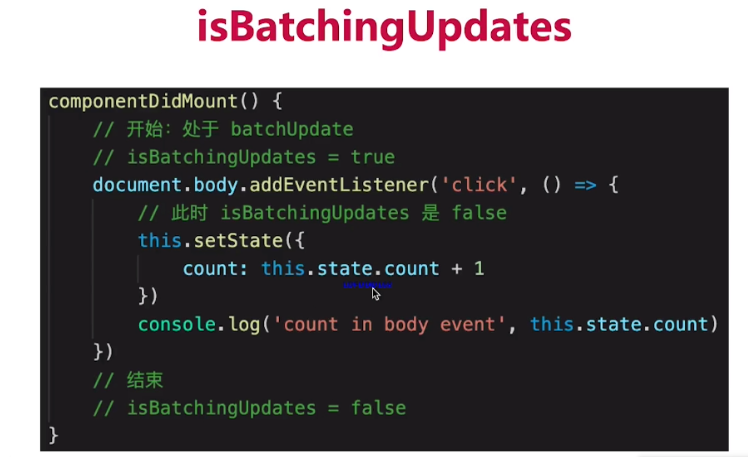 isBatchingUpdates
componentDidMount() {
// 开始：处于 batchUpdate
// isBatchingUpdates = true
document.body.addEventListener('click', () => {
// 此时 isBatchingUpdates 是 false
this.setState({
count: this.state.count + 1
})
console.log('count in body event', this.state.count)
})
// 结束
// isBatchingUpdates = false
}